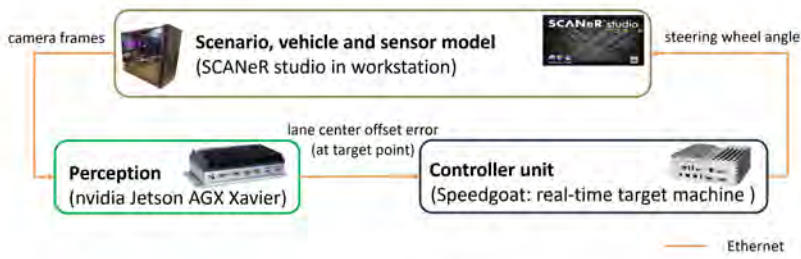 camera frames
Scenario, vehicle and sensor model
(SCANeR studio in workstation)
SCANeR studio
steering wheel angle
lane center offset error
(at target point)
Perception
(nvidia Jetson AGX Xavier)
Controller unit
(Speedgoat: real-time target machine )
Ethernet